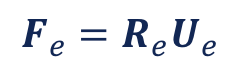 𝑭ₑ = 𝑹ₑ𝑼ₑ